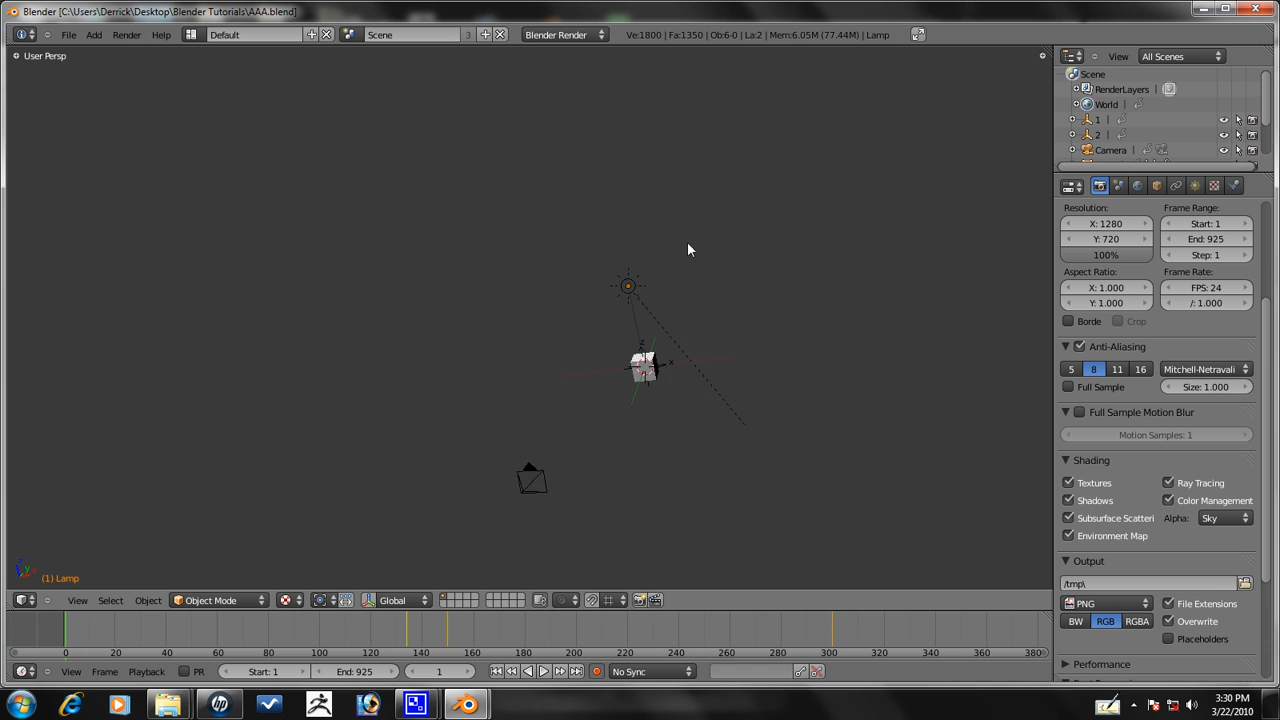 Blender [C:\Users\Derrick\Desktop\Blender Tutorials\AAA.blend]
File Add Render Help Default Scene 3 Blender Render Ve:1800 | Fa:1350 | Ob:6-0 | La:2 | Mem:6.05M (77.44M) | Lamp
User Persp
View All Scenes
Scene
RenderLayers
World
1
2
Camera
Resolution: Frame Range:
X: 1280 Start: 1
Y: 720 End: 925
100% Step: 1
Aspect Ratio: Frame Rate:
X: 1.000 FPS: 24
Y: 1.000 /: 1.000
Borde Crop
Anti-Aliasing
5 8 11 16 Mitchell-Netravali
Full Sample Size: 1.000
Full Sample Motion Blur
Motion Samples: 1
Shading
Textures Ray Tracing
Shadows Color Management
Subsurface Scatteri Alpha: Sky
Environment Map
Output
/tmp\
PNG File Extensions
BW RGB RGBA Overwrite
Placeholders
Performance
z
x
(1) Lamp
View Select Object Object Mode Global
0 20 40 60 80 100 120 140 160 180 200 220 240 260 280 300 320 340 360 380
View Frame Playback PR Start: 1 End: 925 1 No Sync
3:30 PM
3/22/2010